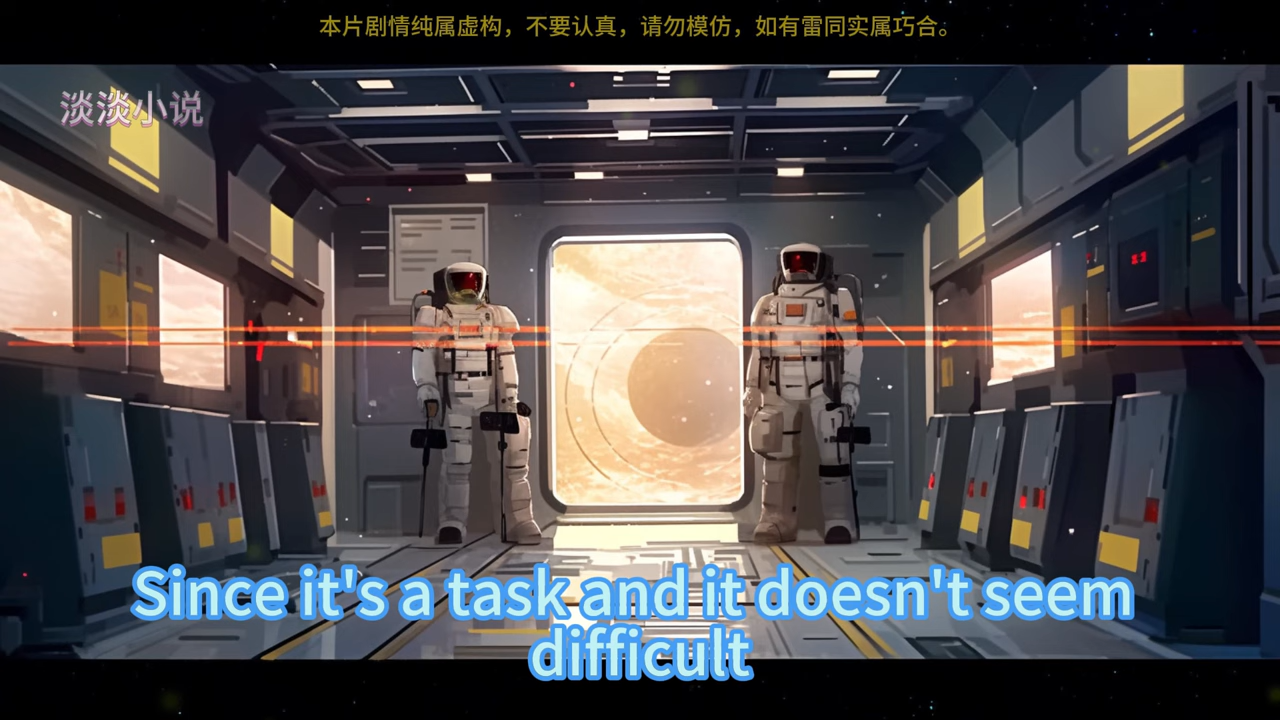 本片剧情纯属虚构，不要认真，请勿模仿，如有雷同实属巧合。
淡淡小说
Since it's a task and it doesn't seem
difficult